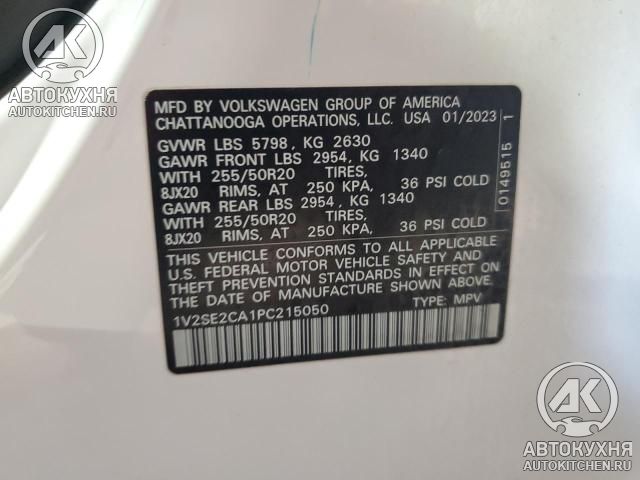 АК
АВТОКУХНЯ
AUTOKITCHEN.RU
MFD BY VOLKSWAGEN GROUP OF AMERICA
CHATTANOOGA OPERATIONS, LLC. USA 01/2023
GVWR LBS 5798, KG 2630
GAWR FRONT LBS 2954, KG 1340
WITH 255/50R20 TIRES,
8JX20 RIMS, AT 250 KPA, 36 PSI COLD
GAWR REAR LBS 2954, KG 1340
WITH 255/50R20 TIRES,
8JX20 RIMS, AT 250 KPA, 36 PSI COLD
THIS VEHICLE CONFORMS TO ALL APPLICABLE
U.S. FEDERAL MOTOR VEHICLE SAFETY AND
THEFT PREVENTION STANDARDS IN EFFECT ON
THE DATE OF MANUFACTURE SHOWN ABOVE.
1V2SE2CA1PC215050 TYPE: MPV
0149515 1
АК
АВТОКУХНЯ
AUTOKITCHEN.RU